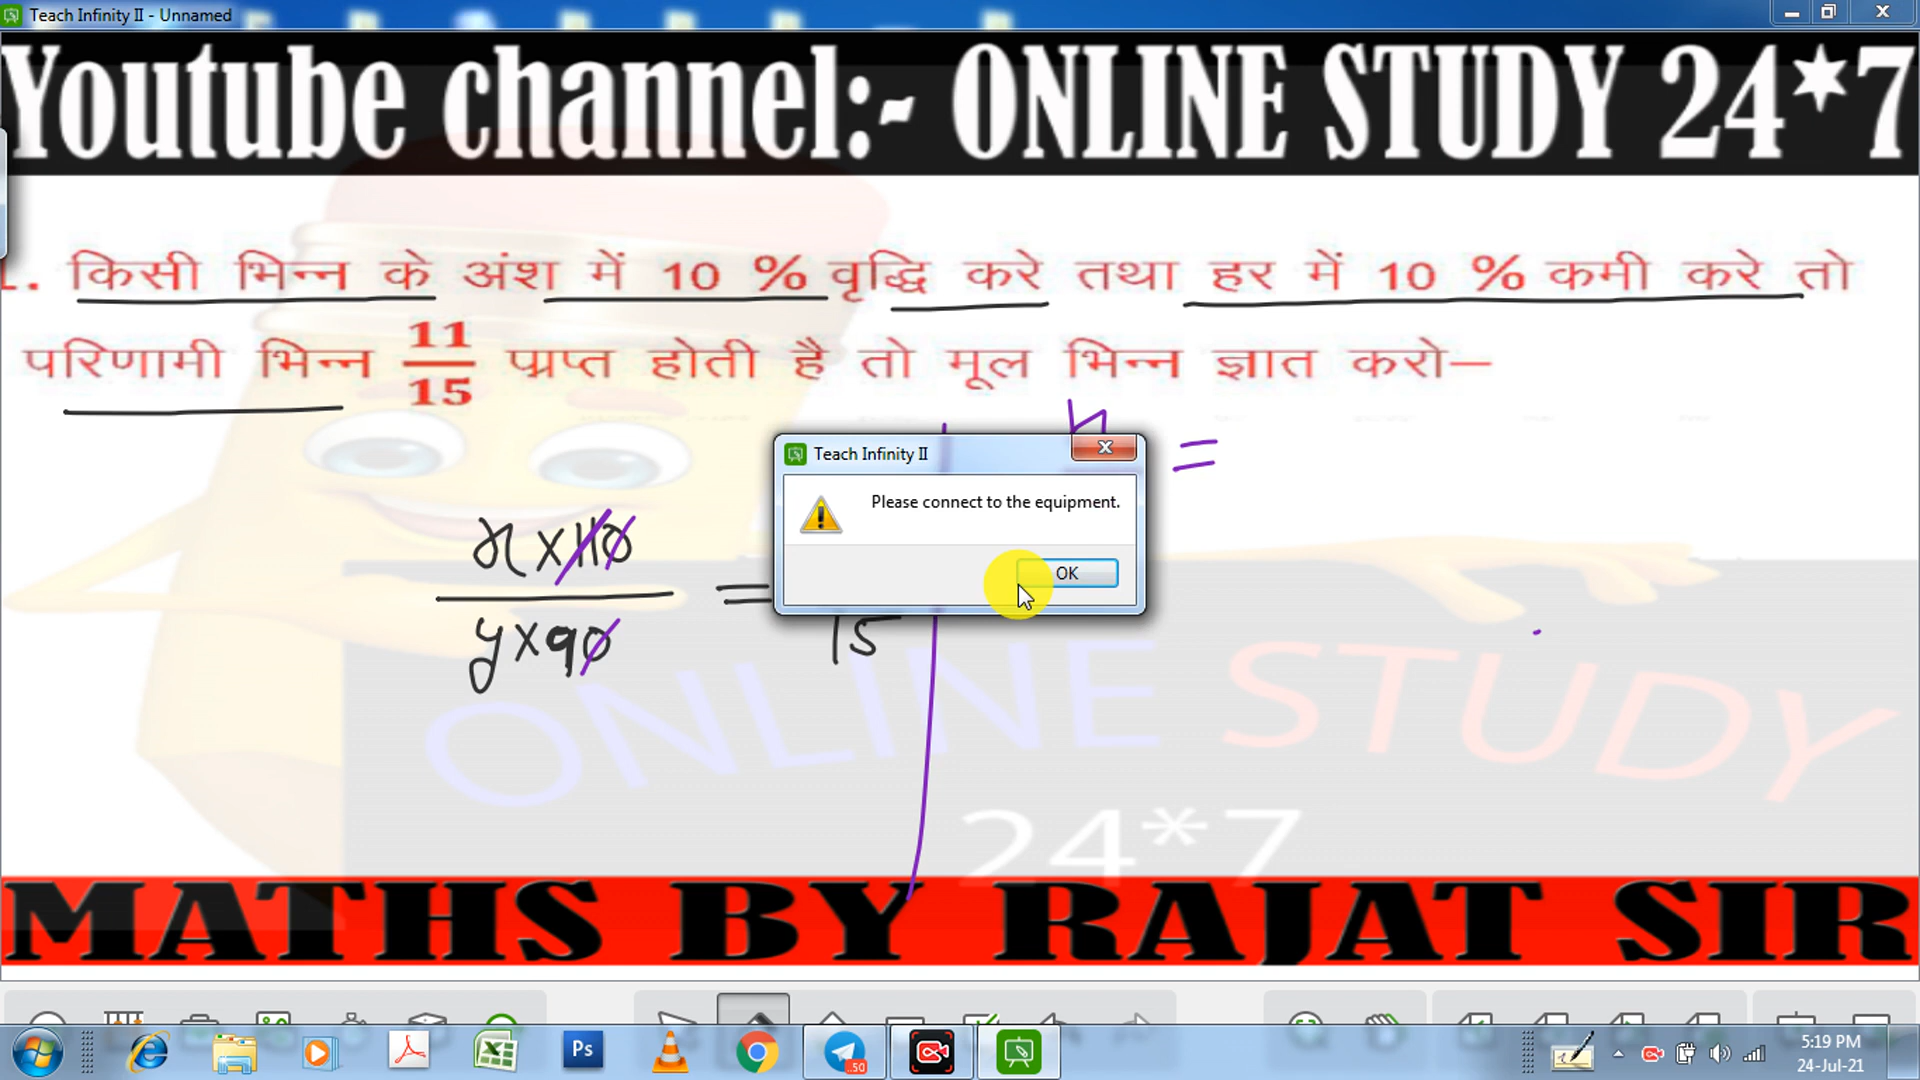 Teach Infinity II - Unnamed
Youtube channel:- ONLINE STUDY 24*7
. किसी भिन्न के अंश में 10 % वृद्धि करे तथा हर में 10 % कमी करे तो
परिणामी भिन्न 11/15 प्राप्त होती है तो मूल भिन्न ज्ञात करो–
Teach Infinity II
=
Please connect to the equipment.
OK
x×110
=
y×90
15
ONLINE STUDY
24*7
MATHS BY RAJAT SIR
Ps
50
5:19 PM
24-Jul-21